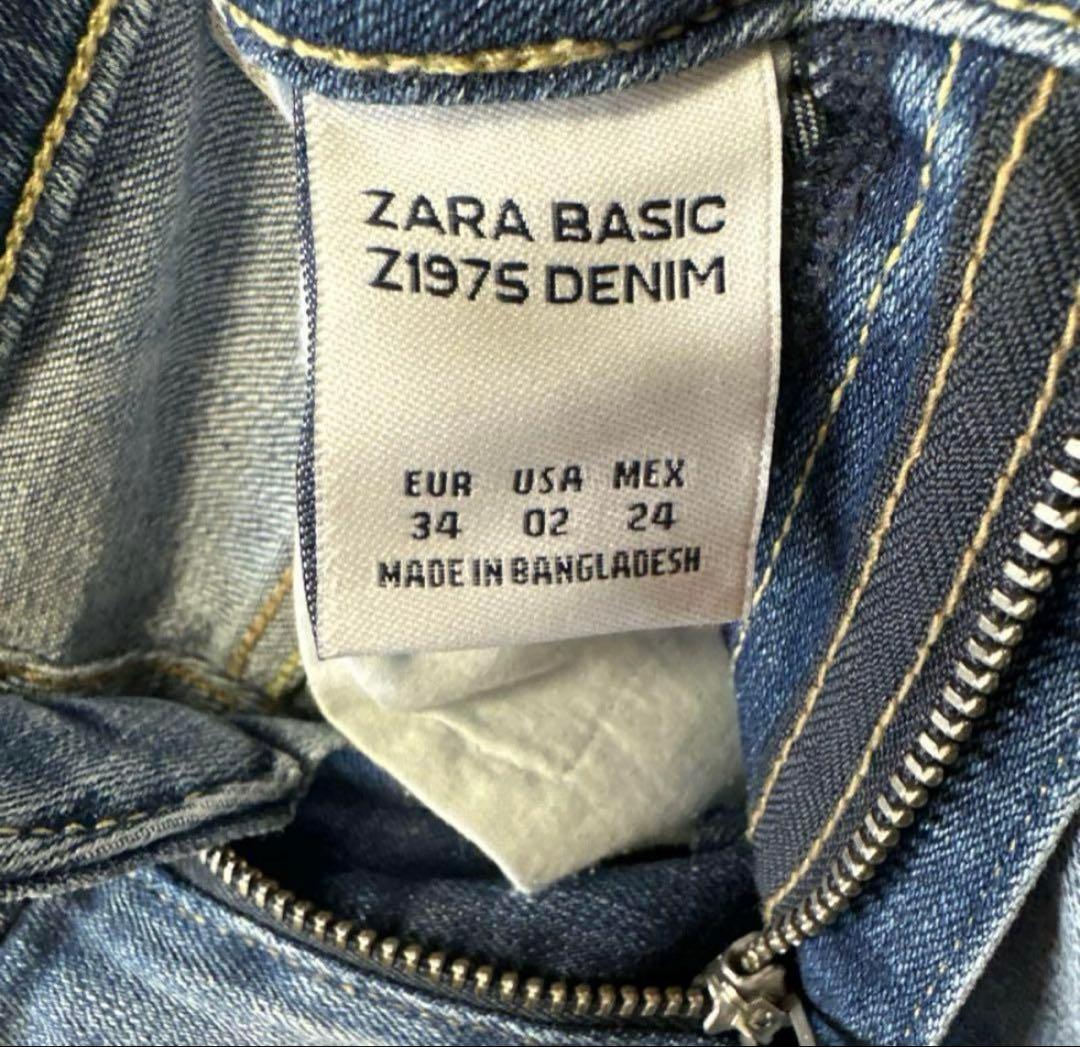 ZARA BASIC
Z1975 DENIM
EUR USA MEX
34 02 24
MADE IN BANGLADESH